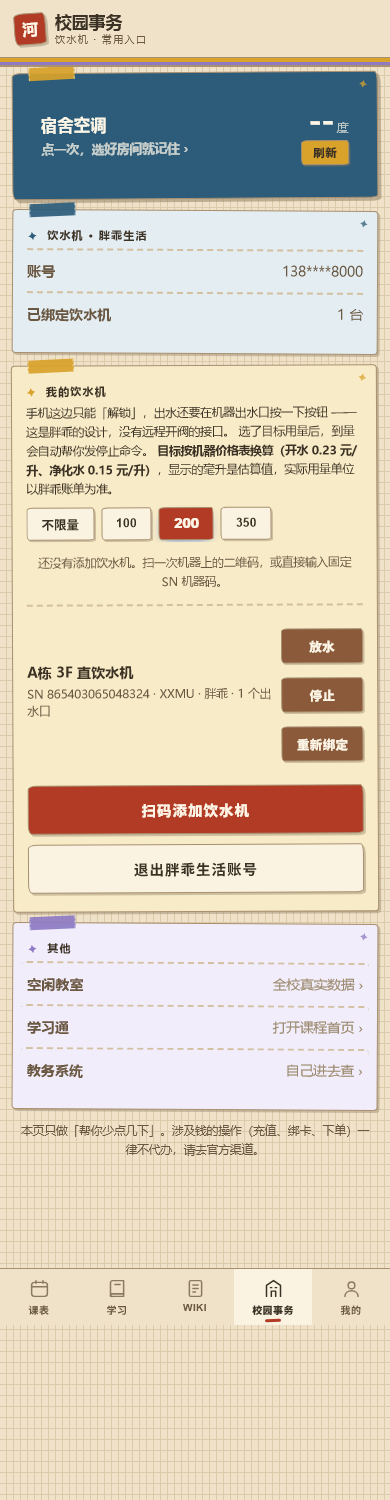 河
校园事务
饮水机 · 常用入口
宿舍空调
-- 度
点一次，选好房间就记住 ›
刷新
饮水机 · 胖乖生活
账号 138****8000
已绑定饮水机 1 台
我的饮水机
手机这边只能「解锁」，出水还要在机器出水口按一下按钮 ——
这是胖乖的设计，没有远程开阀的接口。 选了目标用量后，到量
会自动帮你发停止命令。 目标按机器价格表换算（开水 0.23 元/
升、净化水 0.15 元/升），显示的毫升是估算值，实际用量单位
以胖乖账单为准。
不限量 100 200 350
还没有添加饮水机。扫一次机器上的二维码，或直接输入固定
SN 机器码。
A栋 3F 直饮水机
SN 865403065048324 · XXMU · 胖乖 · 1 个出
水口
放水
停止
重新绑定
扫码添加饮水机
退出胖乖生活账号
其他
空闲教室 全校真实数据 ›
学习通 打开课程首页 ›
教务系统 自己进去查 ›
本页只做「帮你少点几下」。涉及钱的操作（充值、绑卡、下单）一
律不代办，请去官方渠道。
课表 学习 WIKI 校园事务 我的